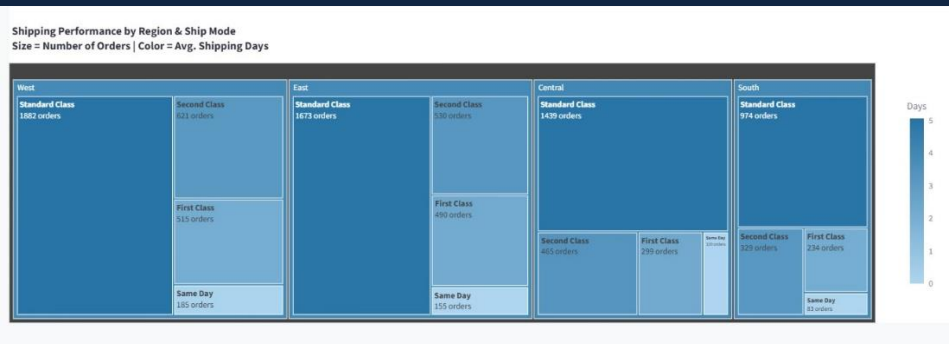 Shipping Performance by Region & Ship Mode
Size = Number of Orders | Color = Avg. Shipping Days
West
Standard Class
1882 orders
Second Class
621 orders
First Class
515 orders
Same Day
185 orders
East
Standard Class
1673 orders
Second Class
530 orders
First Class
490 orders
Same Day
155 orders
Central
Standard Class
1439 orders
Second Class
465 orders
First Class
299 orders
Same Day
orders
South
Standard Class
974 orders
Second Class
329 orders
First Class
234 orders
Same Day
83 orders
Days
5
4
3
2
1
0